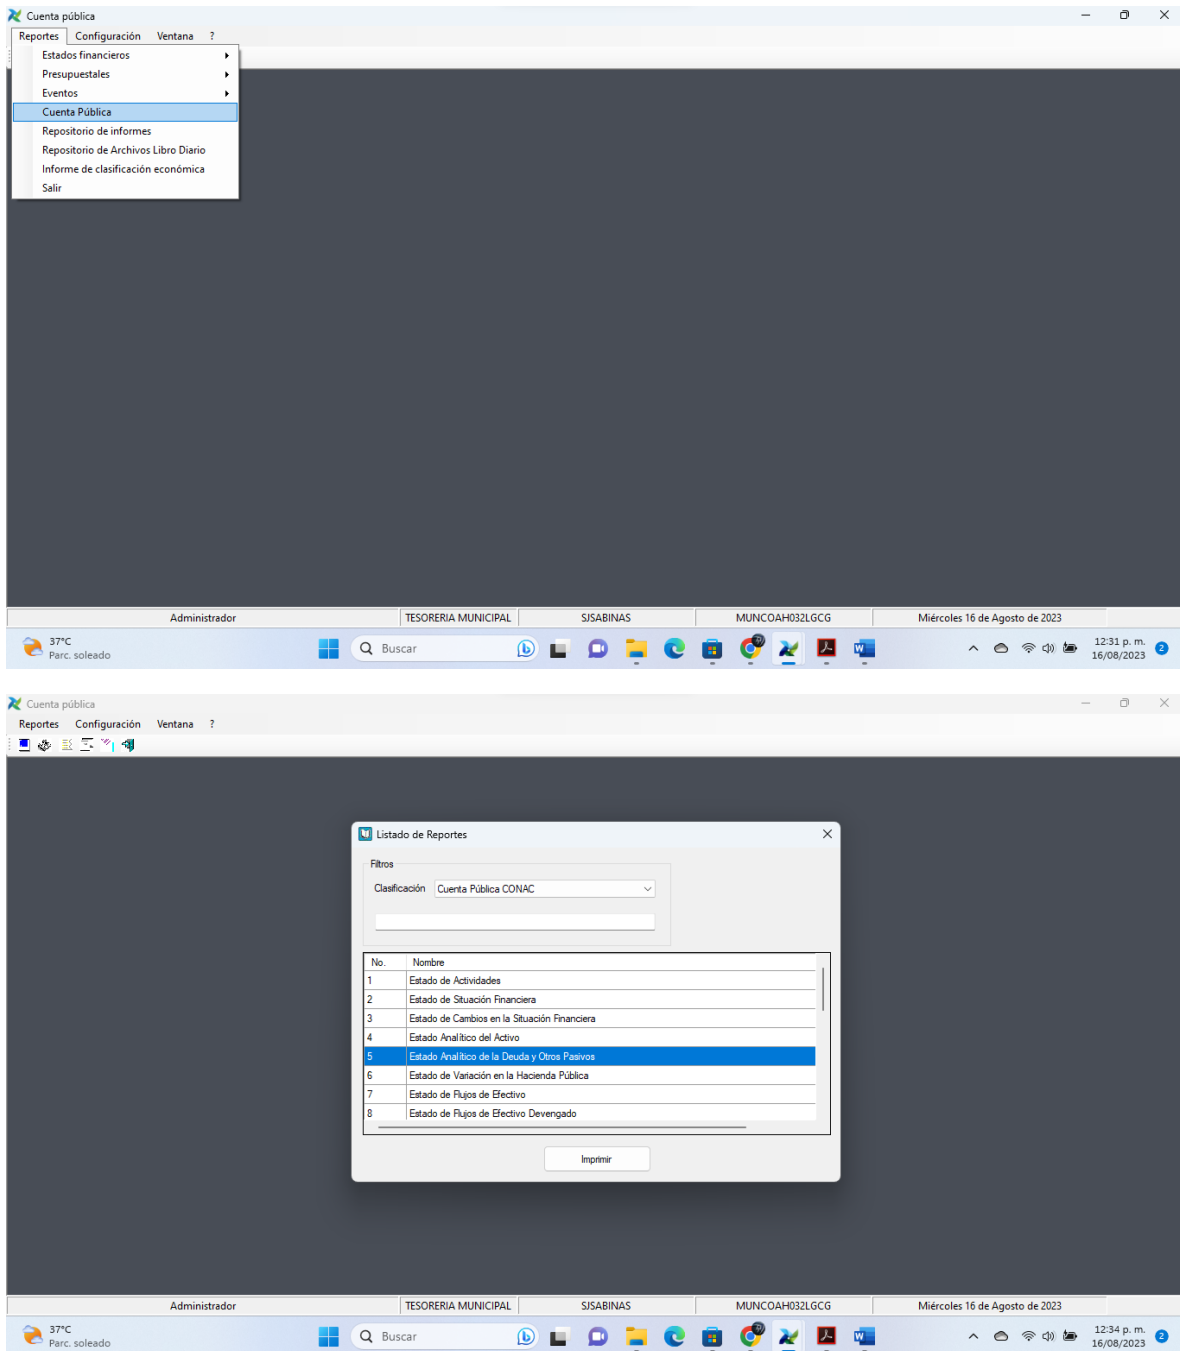 Cuenta pública
Reportes Configuración Ventana ?
Estados financieros
Presupuestales
Eventos
Cuenta Pública
Repositorio de informes
Repositorio de Archivos Libro Diario
Informe de clasificación económica
Salir
Administrador TESORERIA MUNICIPAL SJSABINAS MUNCOAH032LGCG Miércoles 16 de Agosto de 2023
37°C
Parc. soleado
Buscar
12:31 p. m.
16/08/2023
2
Cuenta pública
Reportes Configuración Ventana ?
Listado de Reportes
Filtros
Clasificación Cuenta Pública CONAC
No. Nombre
1 Estado de Actividades
2 Estado de Situación Financiera
3 Estado de Cambios en la Situación Financiera
4 Estado Analítico del Activo
5 Estado Analítico de la Deuda y Otros Pasivos
6 Estado de Variación en la Hacienda Pública
7 Estado de Flujos de Efectivo
8 Estado de Flujos de Efectivo Devengado
Imprimir
Administrador TESORERIA MUNICIPAL SJSABINAS MUNCOAH032LGCG Miércoles 16 de Agosto de 2023
37°C
Parc. soleado
Buscar
12:34 p. m.
16/08/2023
2